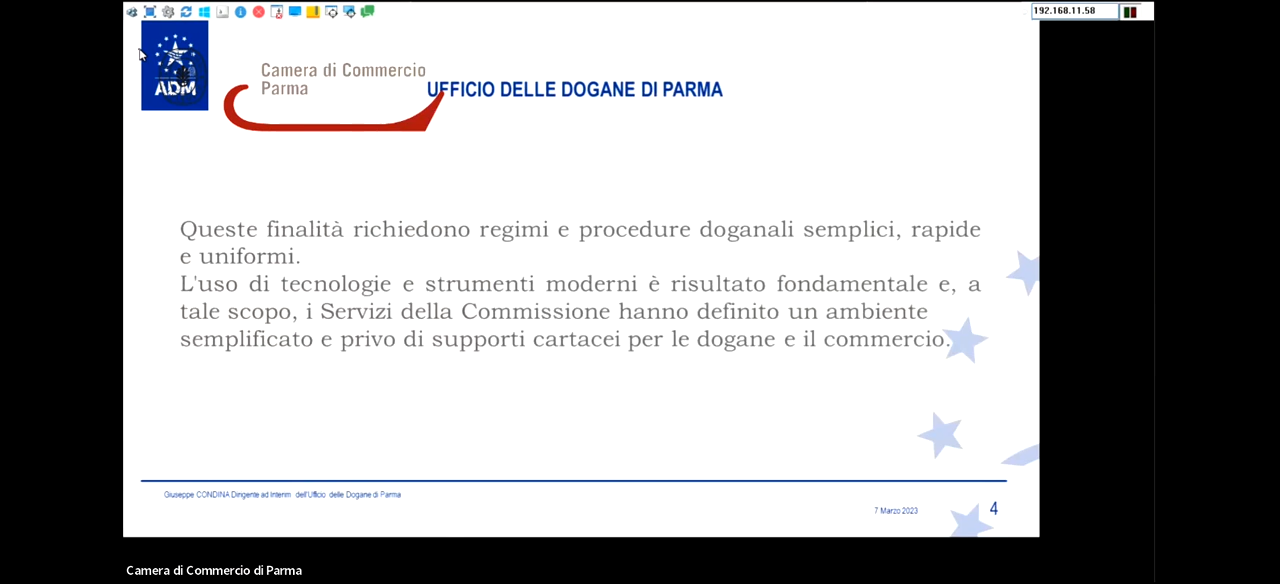 192.168.11.58
ADM
Camera di Commercio
Parma
UFFICIO DELLE DOGANE DI PARMA
Queste finalità richiedono regimi e procedure doganali semplici, rapide
e uniformi.
L'uso di tecnologie e strumenti moderni è risultato fondamentale e, a
tale scopo, i Servizi della Commissione hanno definito un ambiente
semplificato e privo di supporti cartacei per le dogane e il commercio.
Giuseppe CONDINA Dirigente ad Interim dell'Ufficio delle Dogane di Parma
7 Marzo 2023
4
Camera di Commercio di Parma